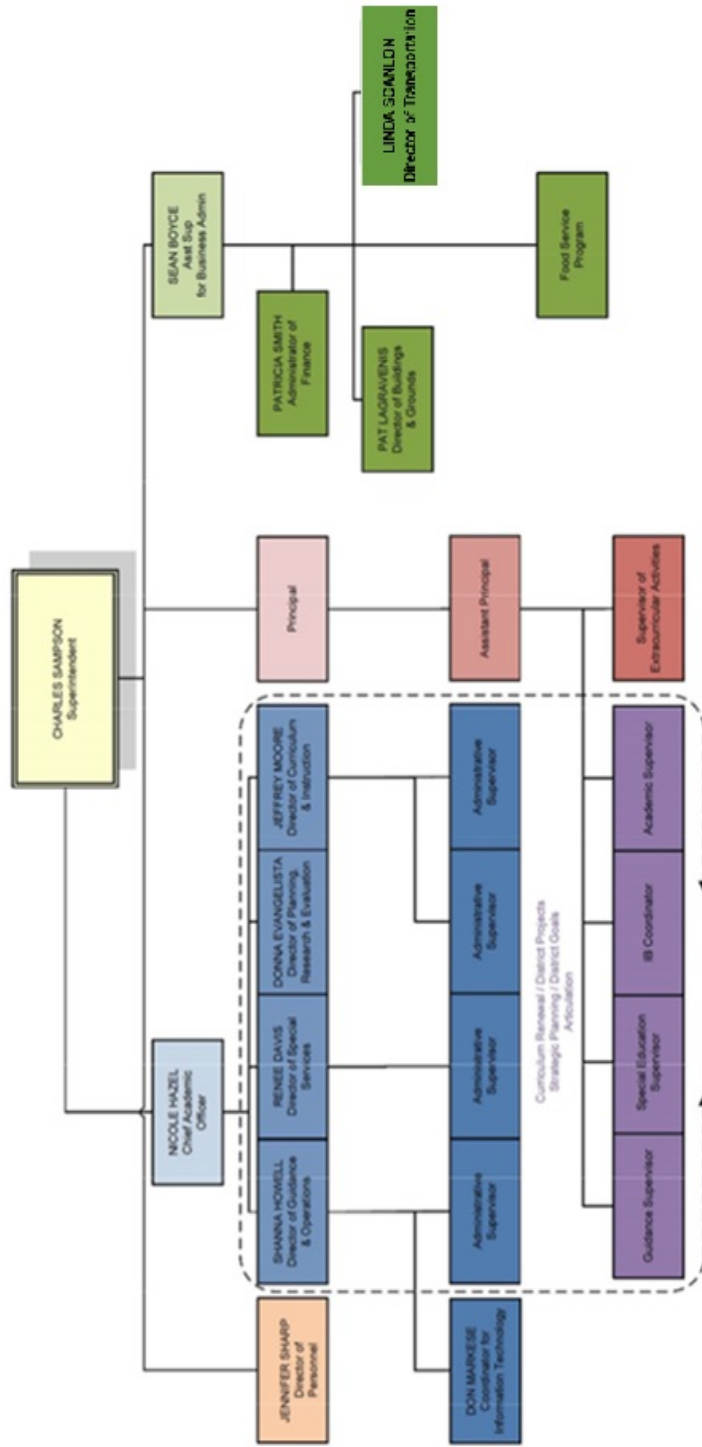 CHARLES SAMPSON
Superintendent
NICOLE HAZEL
Chief Academic
Officer
SEAN BOYCE
Asst Sup
for Business Admin
JENNIFER SHARP
Director of
Personnel
SHANNA HOWELL
Director of Guidance
& Operations
RENEE DAVIS
Director of Special
Services
DONNA EVANGELISTA
Director of Planning,
Research & Evaluation
JEFFREY MOORE
Director of Curriculum
& Instruction
Principal
PATRICIA SMITH
Administrator of
Finance
PAT LAGRAVENIS
Director of Buildings
& Grounds
LINDA SCANLON
Director of Transportation
DON MARKESE
Coordinator for
Information Technology
Administrative
Supervisor
Administrative
Supervisor
Administrative
Supervisor
Administrative
Supervisor
Assistant Principal
Food Service
Program
Curriculum Renewal / District Projects
Strategic Planning / District Goals
Articulation
Guidance Supervisor
Special Education
Supervisor
IB Coordinator
Academic Supervisor
Supervisor of
Extracurricular Activities